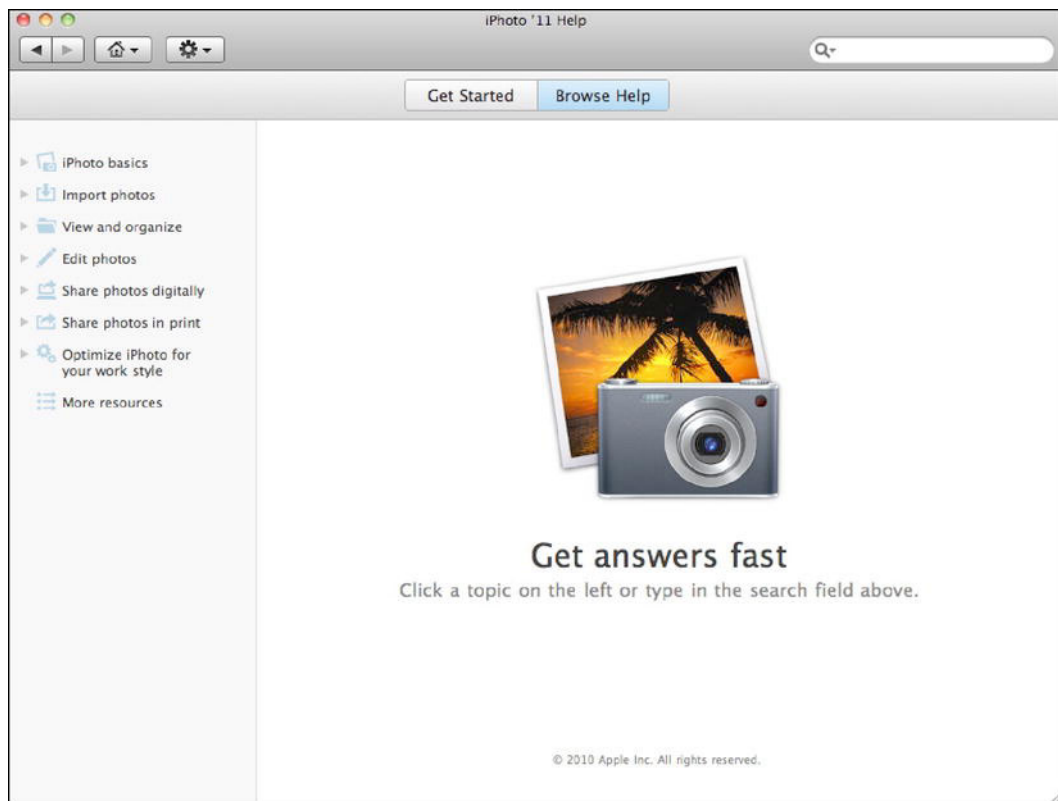 iPhoto '11 Help
Get Started
Browse Help
iPhoto basics
Import photos
View and organize
Edit photos
Share photos digitally
Share photos in print
Optimize iPhoto for
your work style
More resources
Get answers fast
Click a topic on the left or type in the search field above.
© 2010 Apple Inc. All rights reserved.